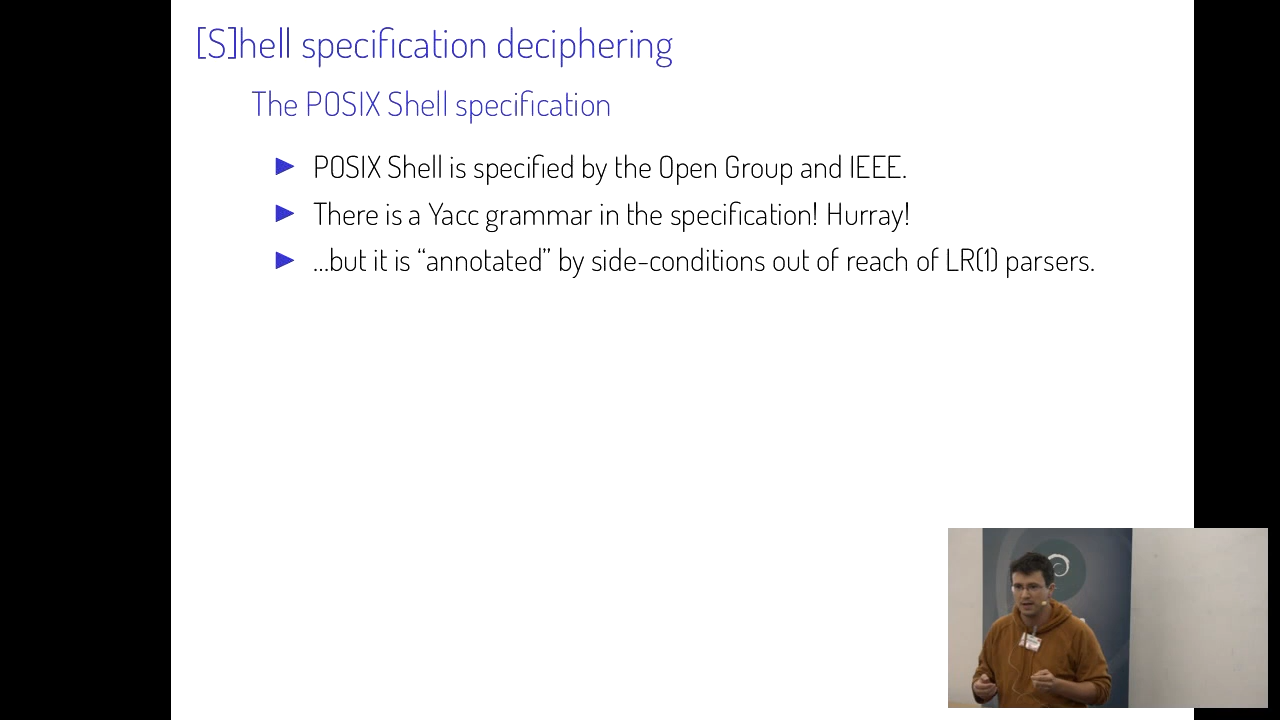 [S]hell specification deciphering
The POSIX Shell specification
POSIX Shell is specified by the Open Group and IEEE.
There is a Yacc grammar in the specification! Hurray!
...but it is “annotated” by side-conditions out of reach of LR(1) parsers.